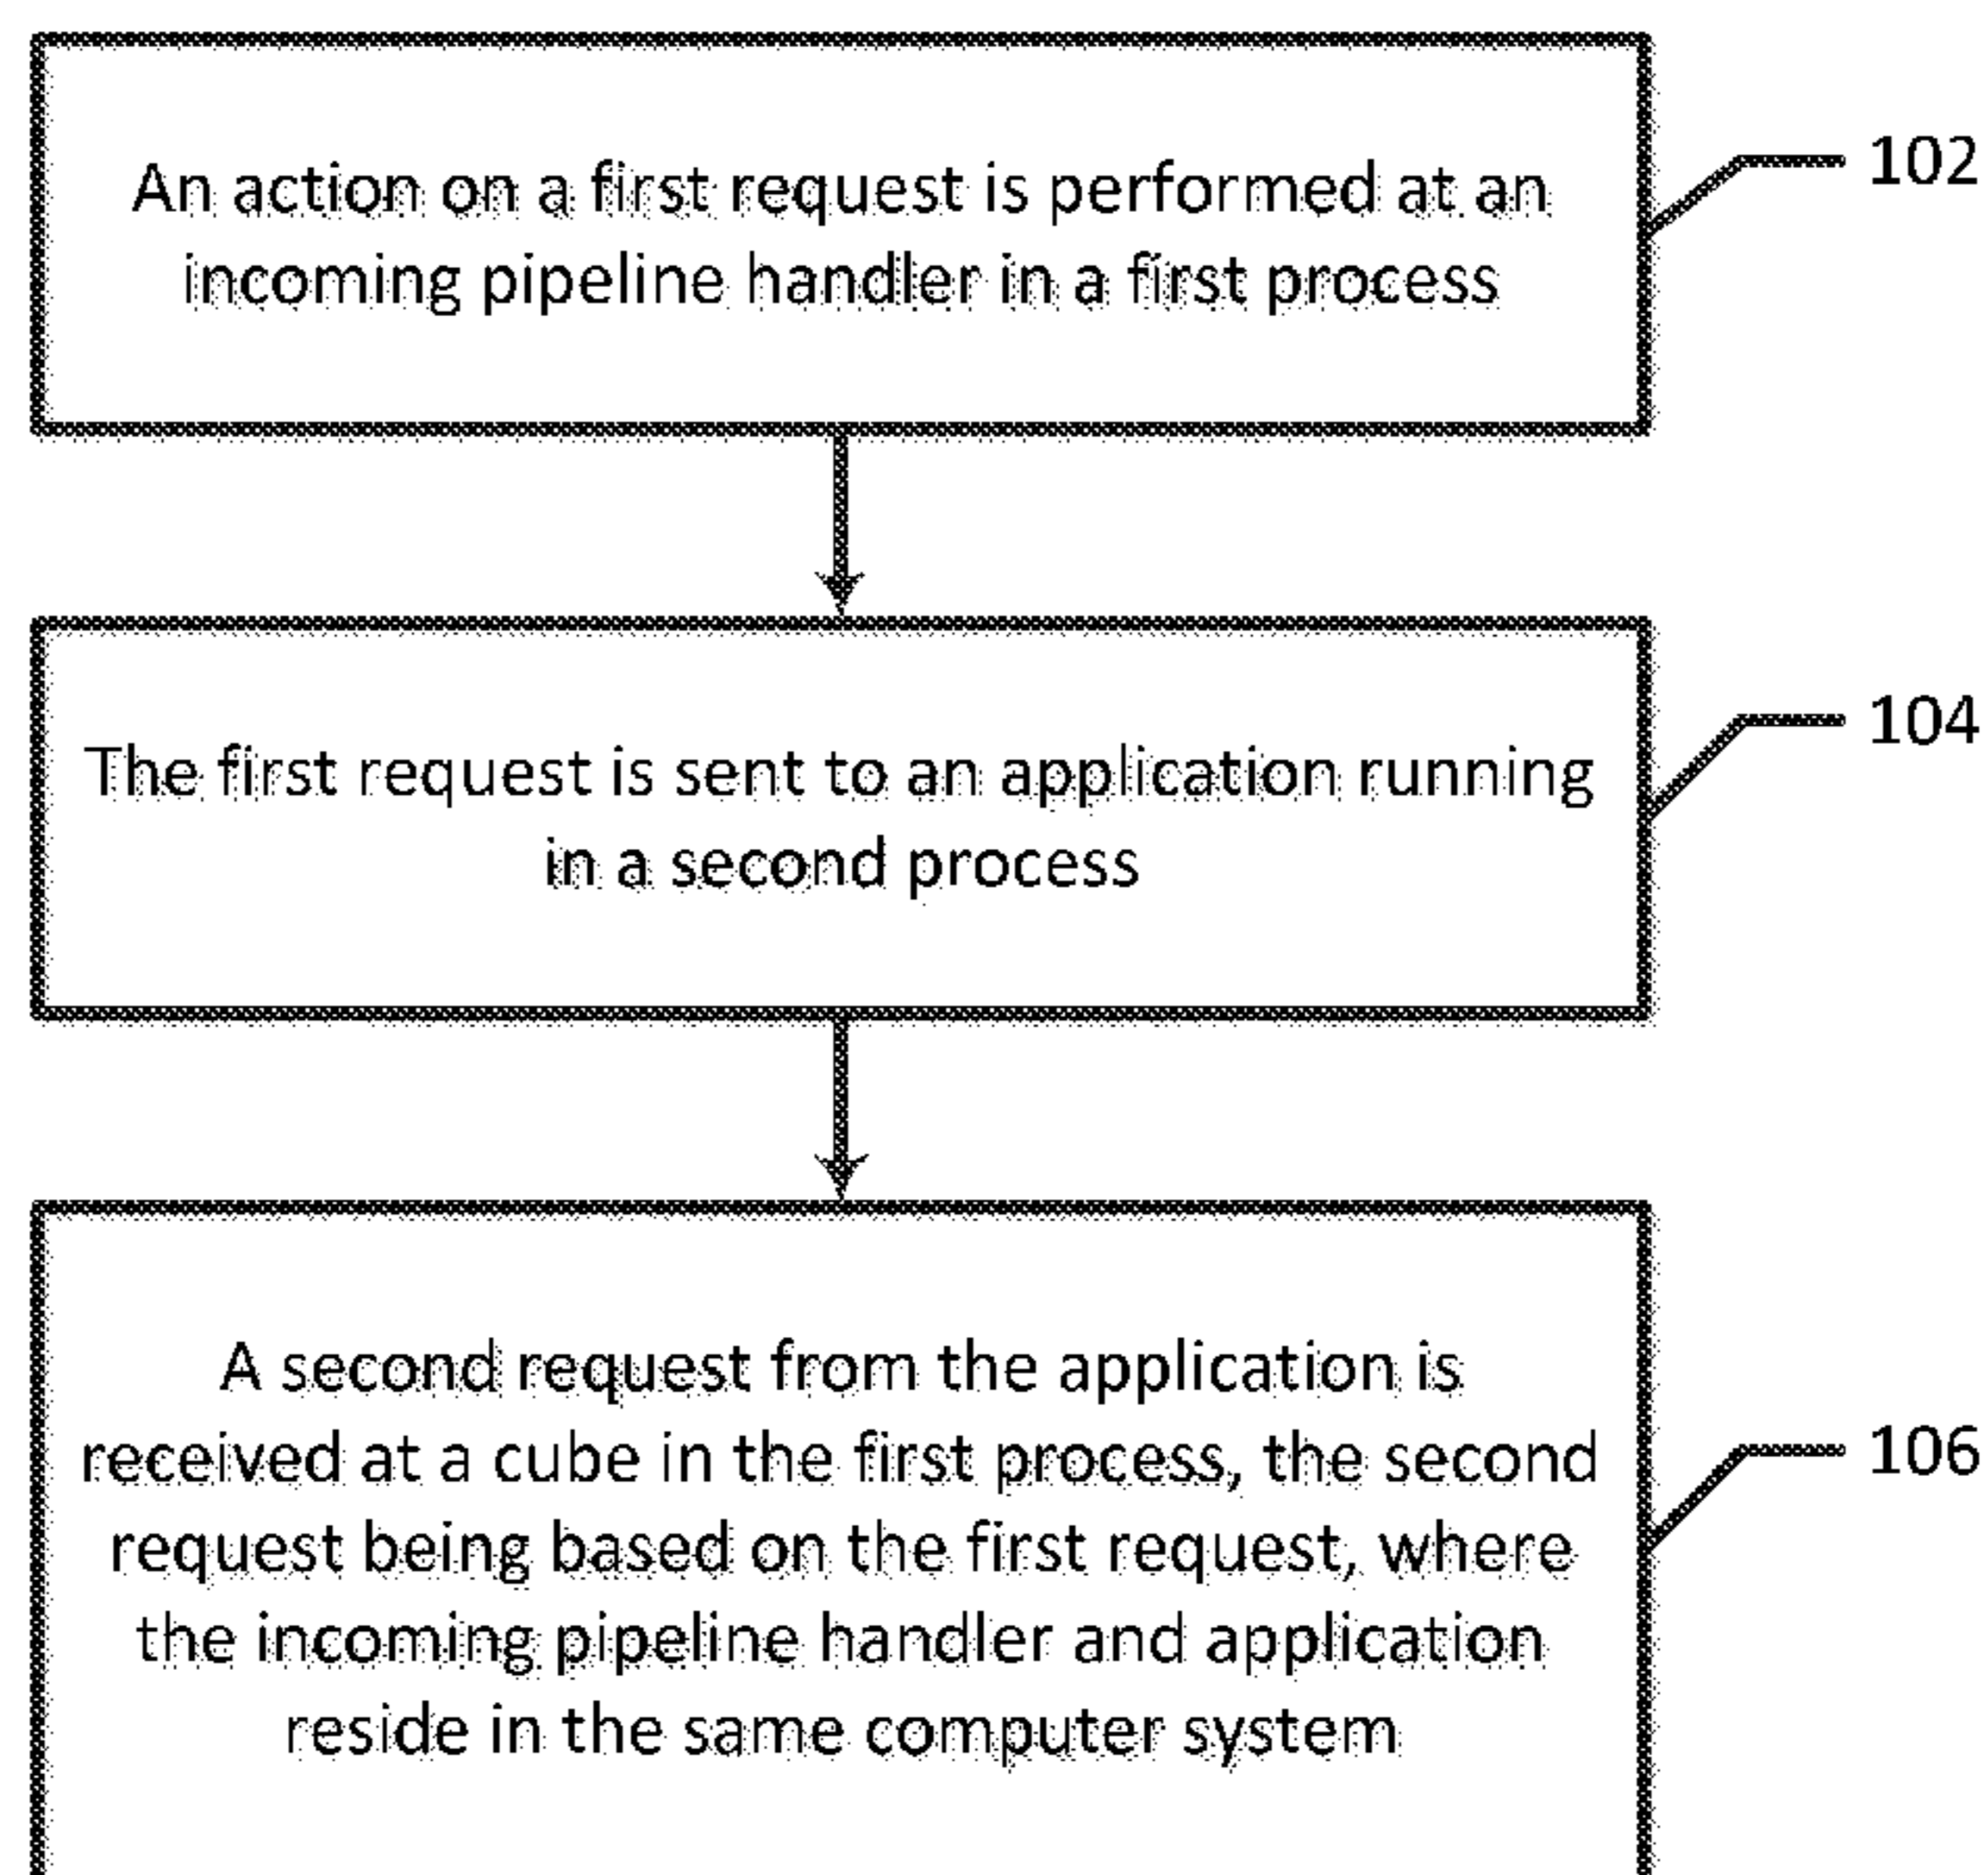 An action on a first request is performed at an
incoming pipeline handler in a first process
102
The first request is sent to an application running
in a second process
104
A second request from the application is
received at a cube in the first process, the second
request being based on the first request, where
the incoming pipeline handler and application
reside in the same computer system
106